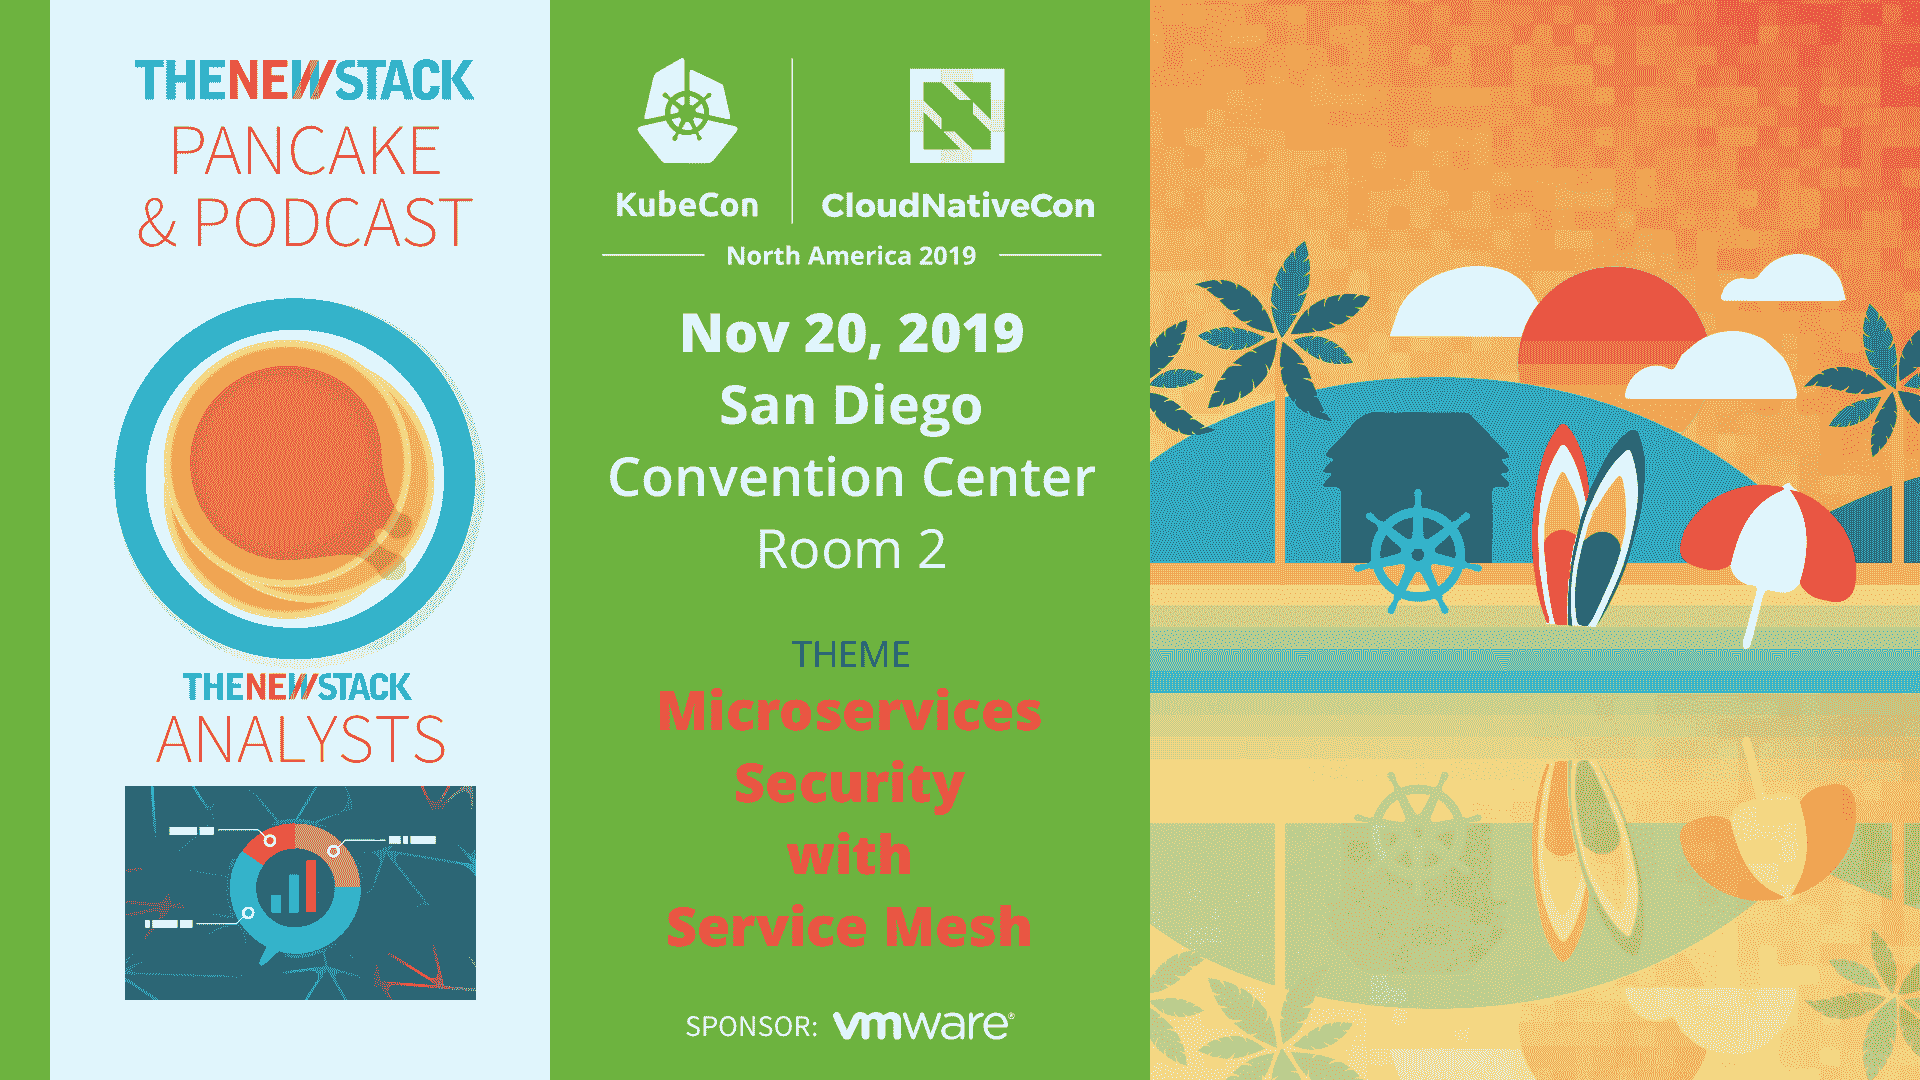 THENEWSTACK
PANCAKE
& PODCAST
THENEWSTACK
ANALYSTS
KubeCon
CloudNativeCon
North America 2019
Nov 20, 2019
San Diego
Convention Center
Room 2
THEME
Microservices
Security
with
Service Mesh
SPONSOR: vmware®